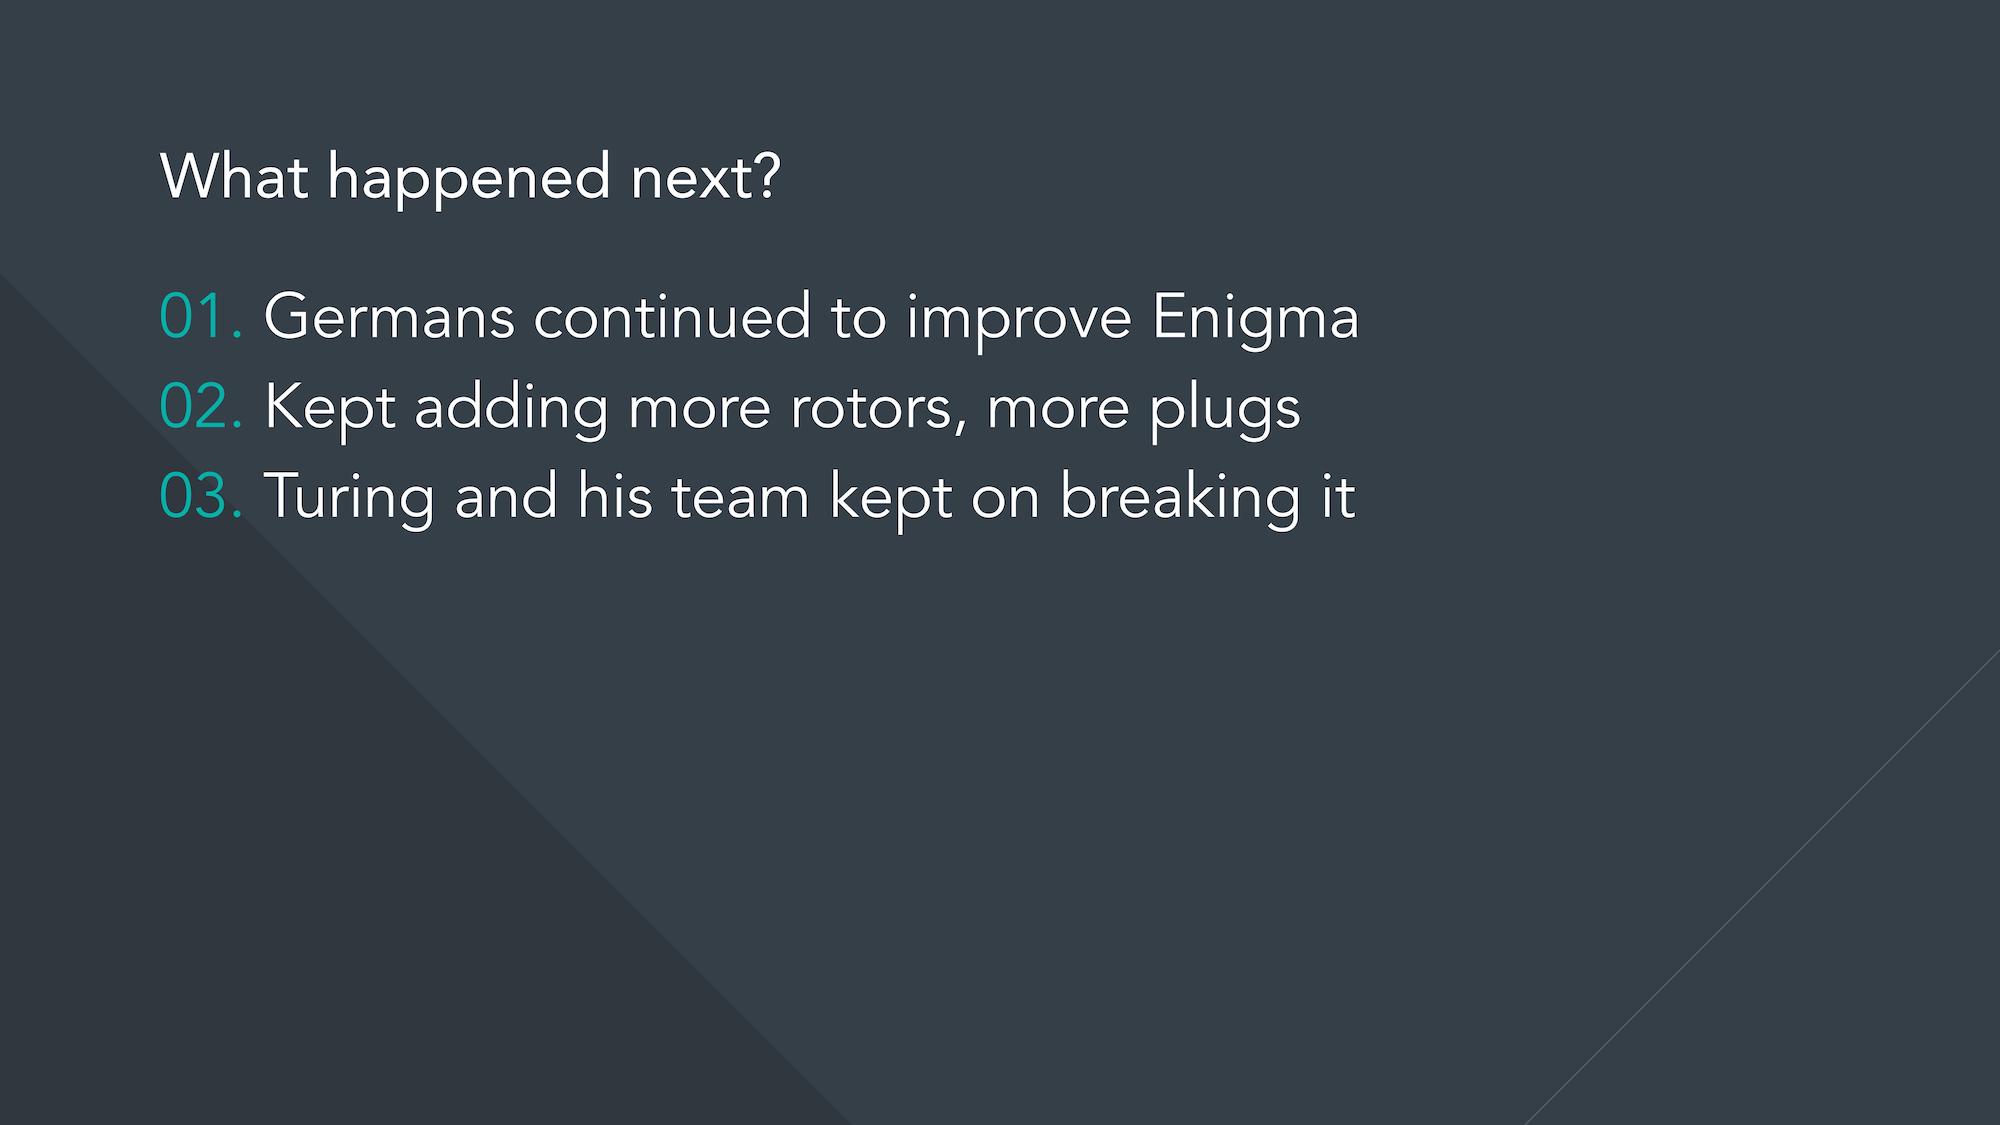 What happened next?
01. Germans continued to improve Enigma
02. Kept adding more rotors, more plugs
03. Turing and his team kept on breaking it